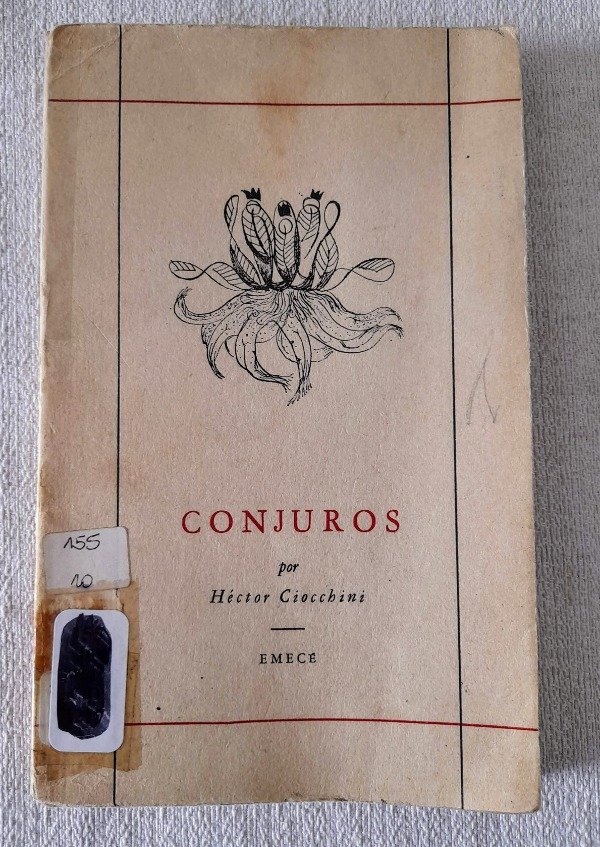 CONJUROS
por
Héctor Ciocchini
EMECÉ
155
10